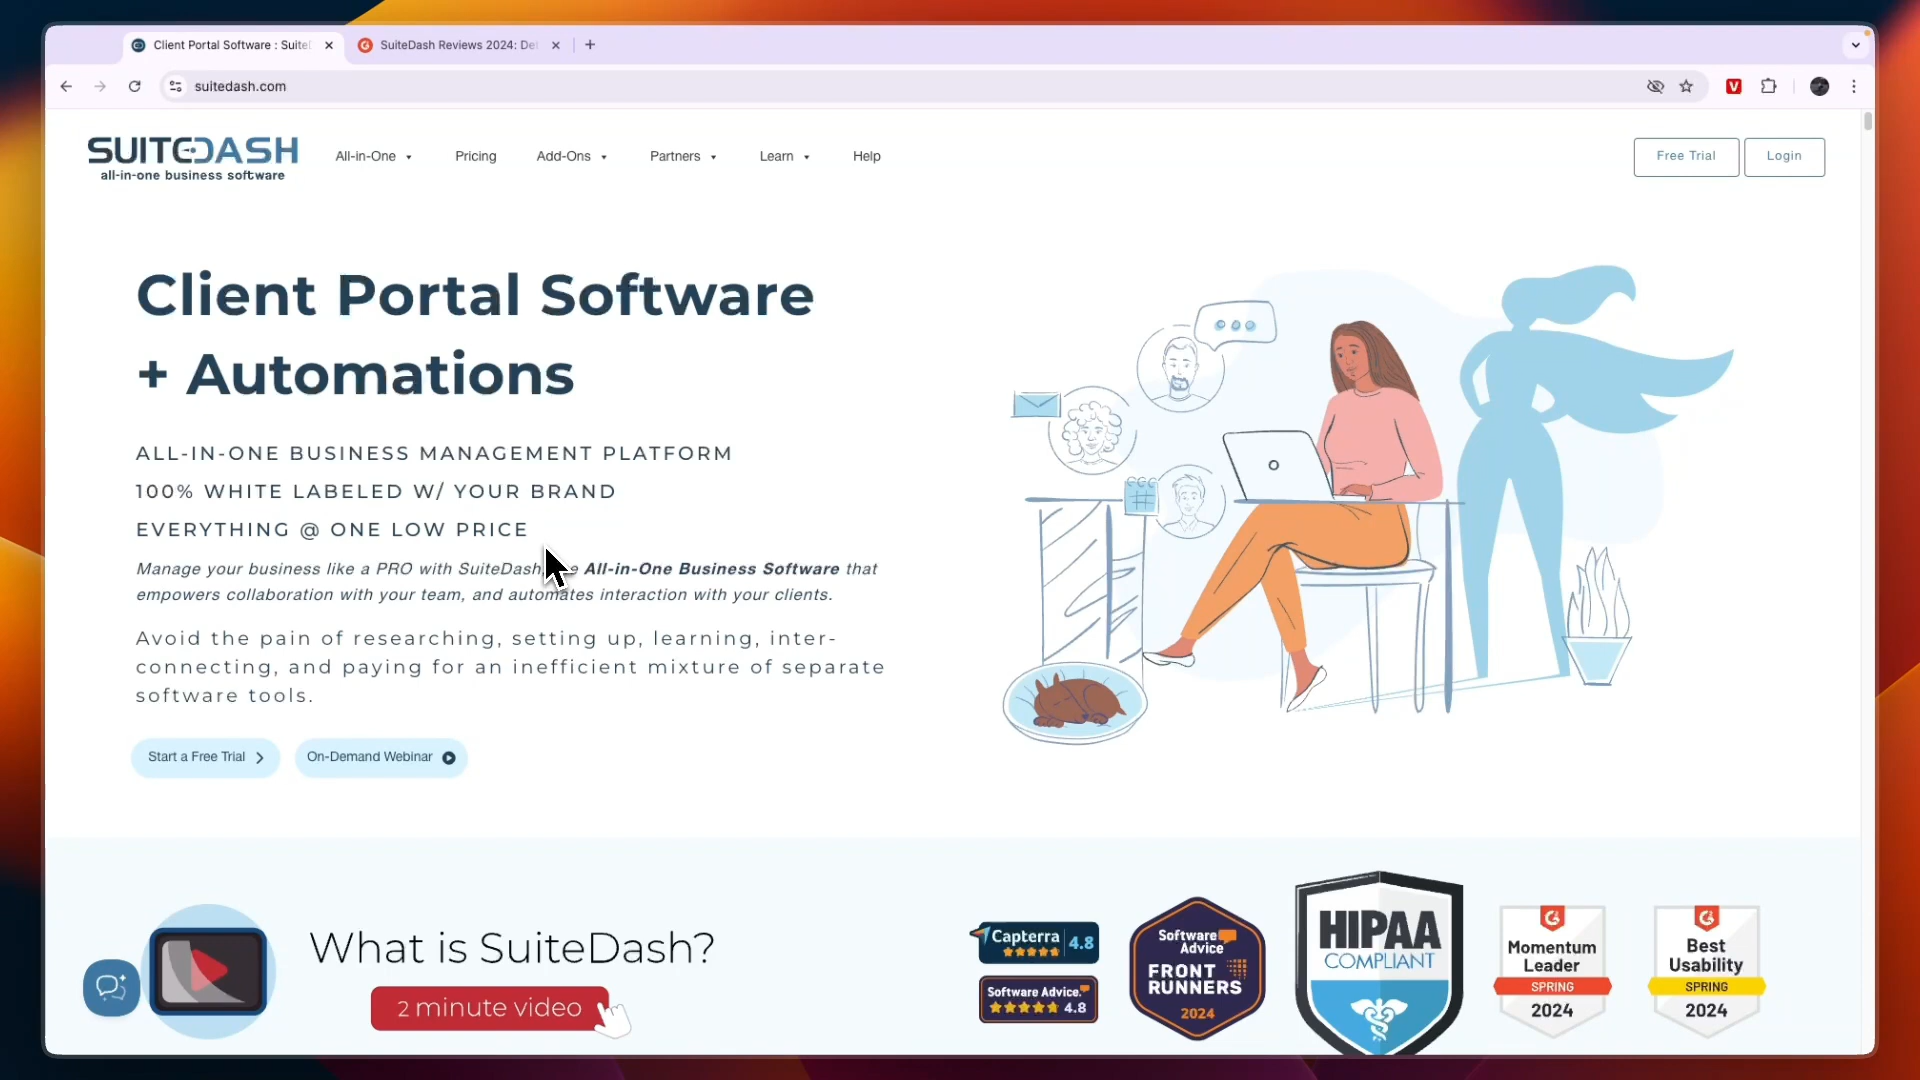 Client Portal Software : Suite
SuiteDash Reviews 2024: De
suitedash.com
SUITEDASH
all-in-one business software
All-in-One
Pricing
Add-Ons
Partners
Learn
Help
Free Trial
Login
Client Portal Software
+ Automations
ALL-IN-ONE BUSINESS MANAGEMENT PLATFORM
100% WHITE LABELED W/ YOUR BRAND
EVERYTHING @ ONE LOW PRICE
Manage your business like a PRO with SuiteDash, All-in-One Business Software that
empowers collaboration with your team, and automates interaction with your clients.
Avoid the pain of researching, setting up, learning, inter-
connecting, and paying for an inefficient mixture of separate
software tools.
Start a Free Trial
On-Demand Webinar
What is SuiteDash?
2 minute video
Capterra 4.8
Software Advice. 4.8
Software Advice
FRONT
RUNNERS
2024
HIPAA
COMPLIANT
Momentum
Leader
SPRING
2024
Best
Usability
SPRING
2024